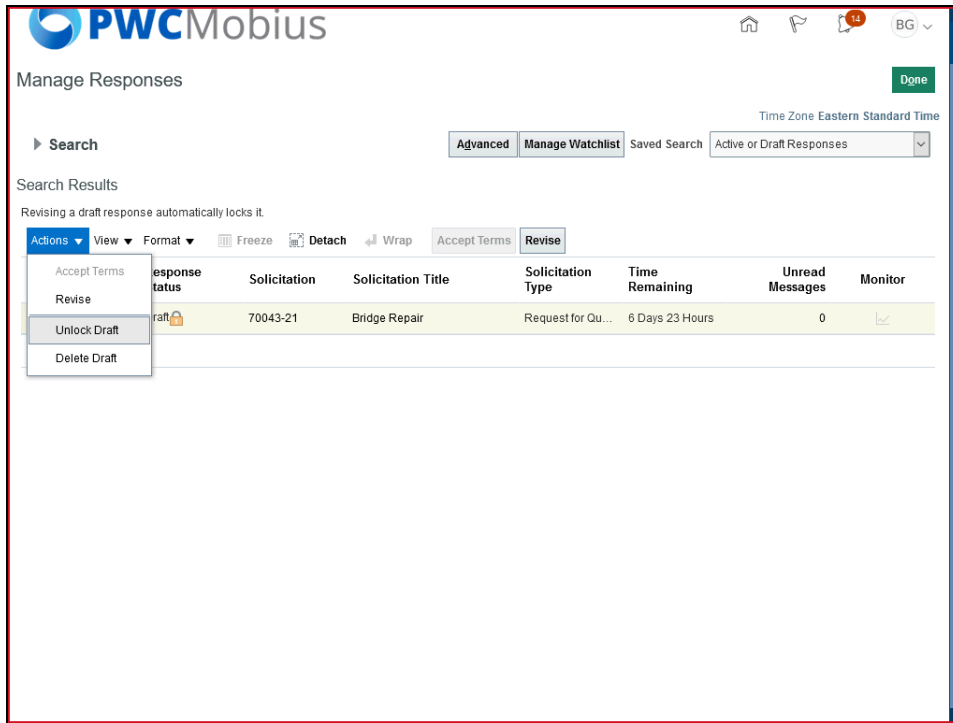 PWCMobius
14
BG
Manage Responses
Done
Time Zone Eastern Standard Time
Search
Advanced Manage Watchlist Saved Search Active or Draft Responses
Search Results
Revising a draft response automatically locks it.
Actions View Format Freeze Detach Wrap Accept Terms Revise
Accept Terms
Revise
Unlock Draft
Delete Draft
esponse tatus Solicitation Solicitation Title Solicitation Type Time Remaining Unread Messages Monitor
raft 70043-21 Bridge Repair Request for Qu... 6 Days 23 Hours 0